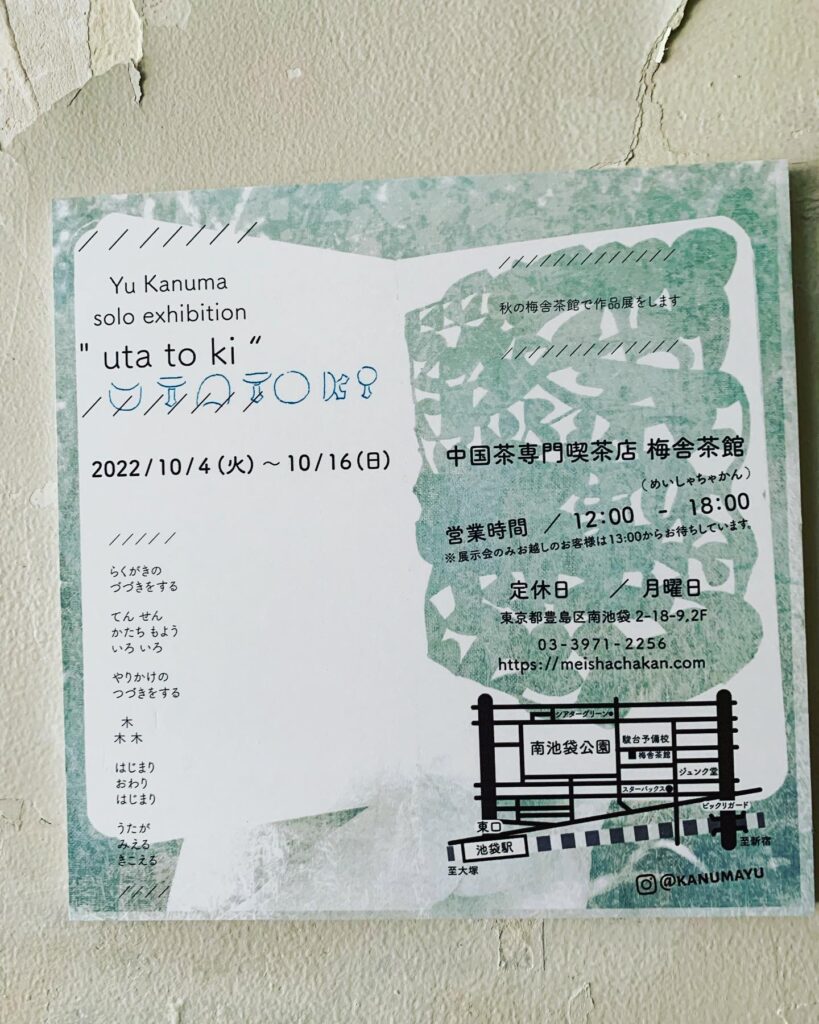 Yu Kanuma
solo exhibition
" uta to ki “
2022/10/4(火)～10/16(日)
らくがきの
つづきをする
てん せん
かたち もよう
いろ いろ
やりかけの
つづきをする
木
木 木
はじまり
おわり
はじまり
うたが
みえる
きこえる
秋の梅舎茶館で作品展をします
中国茶専門喫茶店 梅舎茶館
(めいしゃちゃかん)
営業時間 / 12:00 - 18:00
※展示会のみお越しのお客様は13:00からお待ちしています。
定休日 / 月曜日
東京都豊島区南池袋 2-18-9,2F
03-3971-2256
https://meishachakan.com
シアターグリーン
南池袋公園
駿台予備校
梅舎茶館
ジュンク堂
スターバックス
ビックリガード
東口
池袋駅
至大塚
至新宿
@KANUMAYU